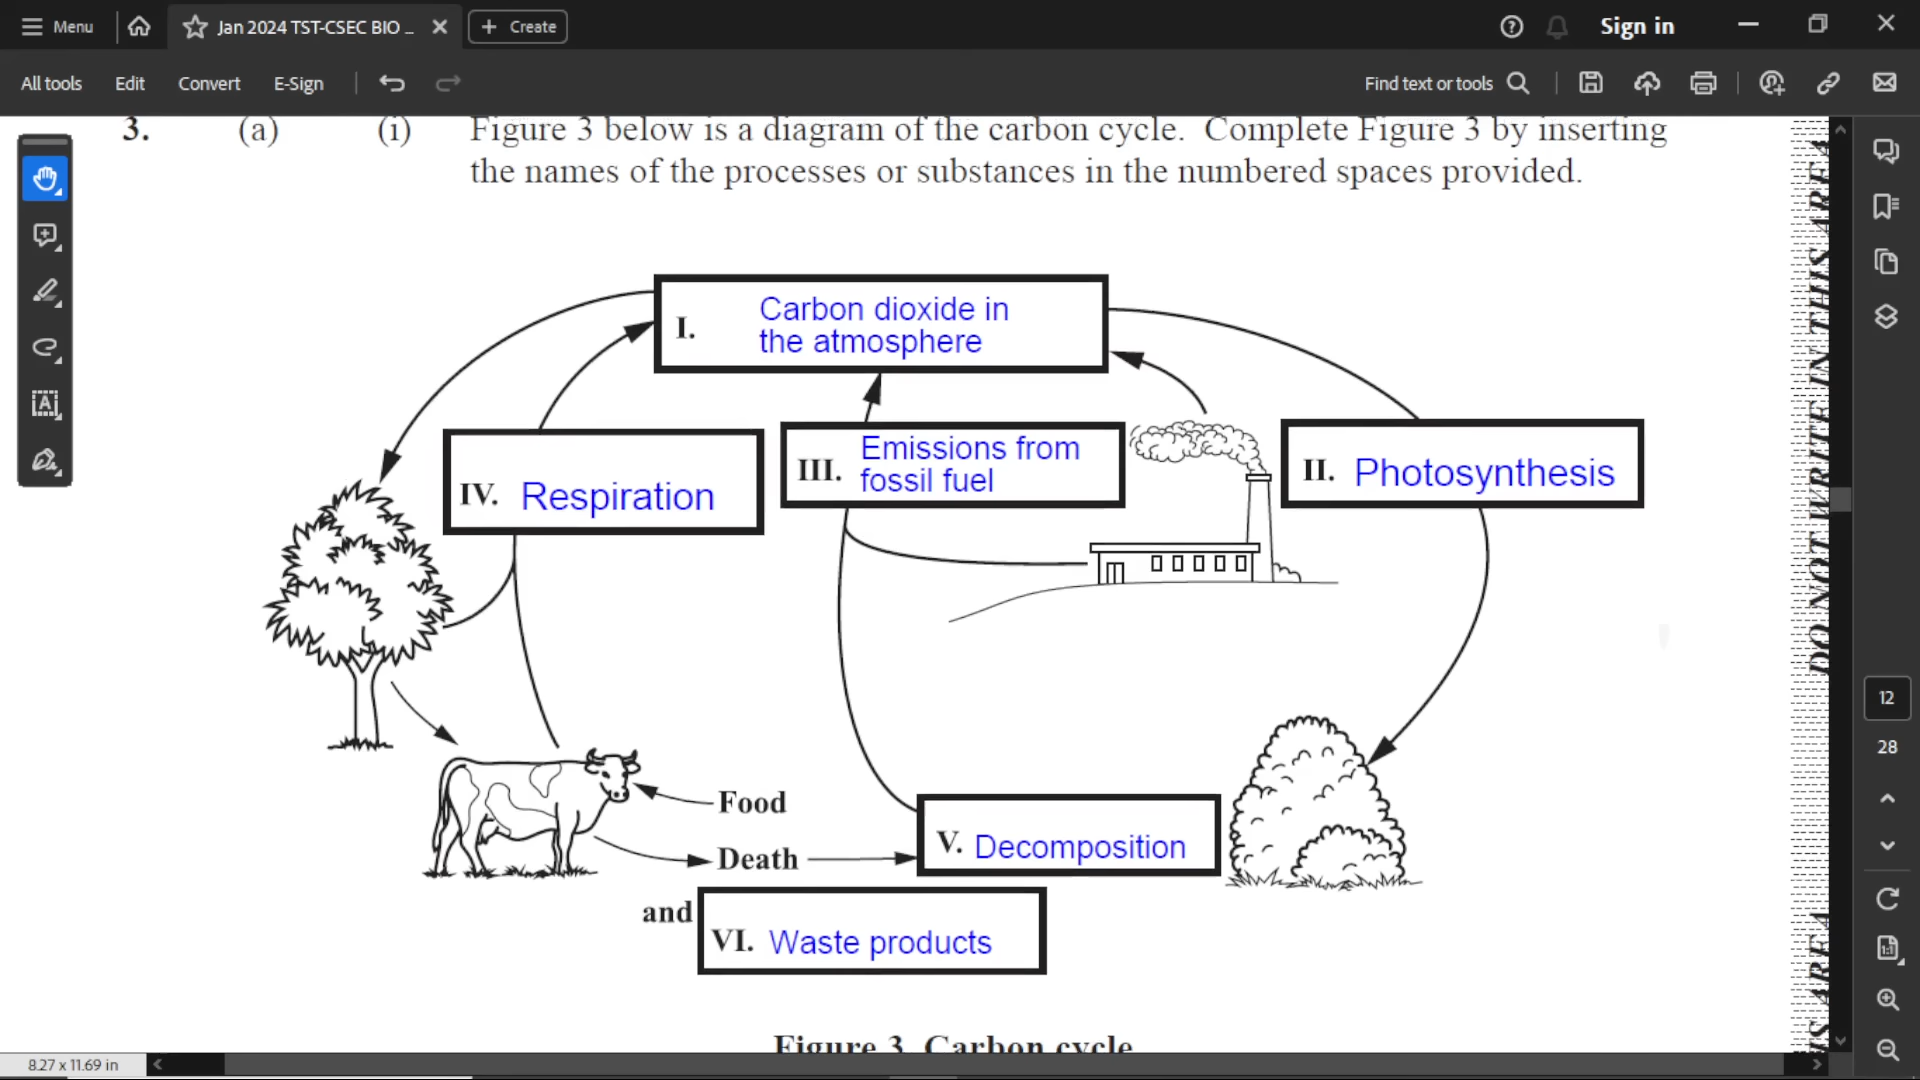 Menu
Jan 2024 TST-CSEC BIO _
+ Create
Sign in
All tools
Edit
Convert
E-Sign
Find text or tools
3. (a) (i) Figure 3 below is a diagram of the carbon cycle. Complete Figure 3 by inserting
the names of the processes or substances in the numbered spaces provided.
I. Carbon dioxide in
the atmosphere
IV. Respiration
III. Emissions from
fossil fuel
II. Photosynthesis
Food
Death
V. Decomposition
and
VI. Waste products
Figure 3. Carbon cycle
DO NOT WRITE IN THIS AREA
IS AREA
12
28
8.27 x 11.69 in